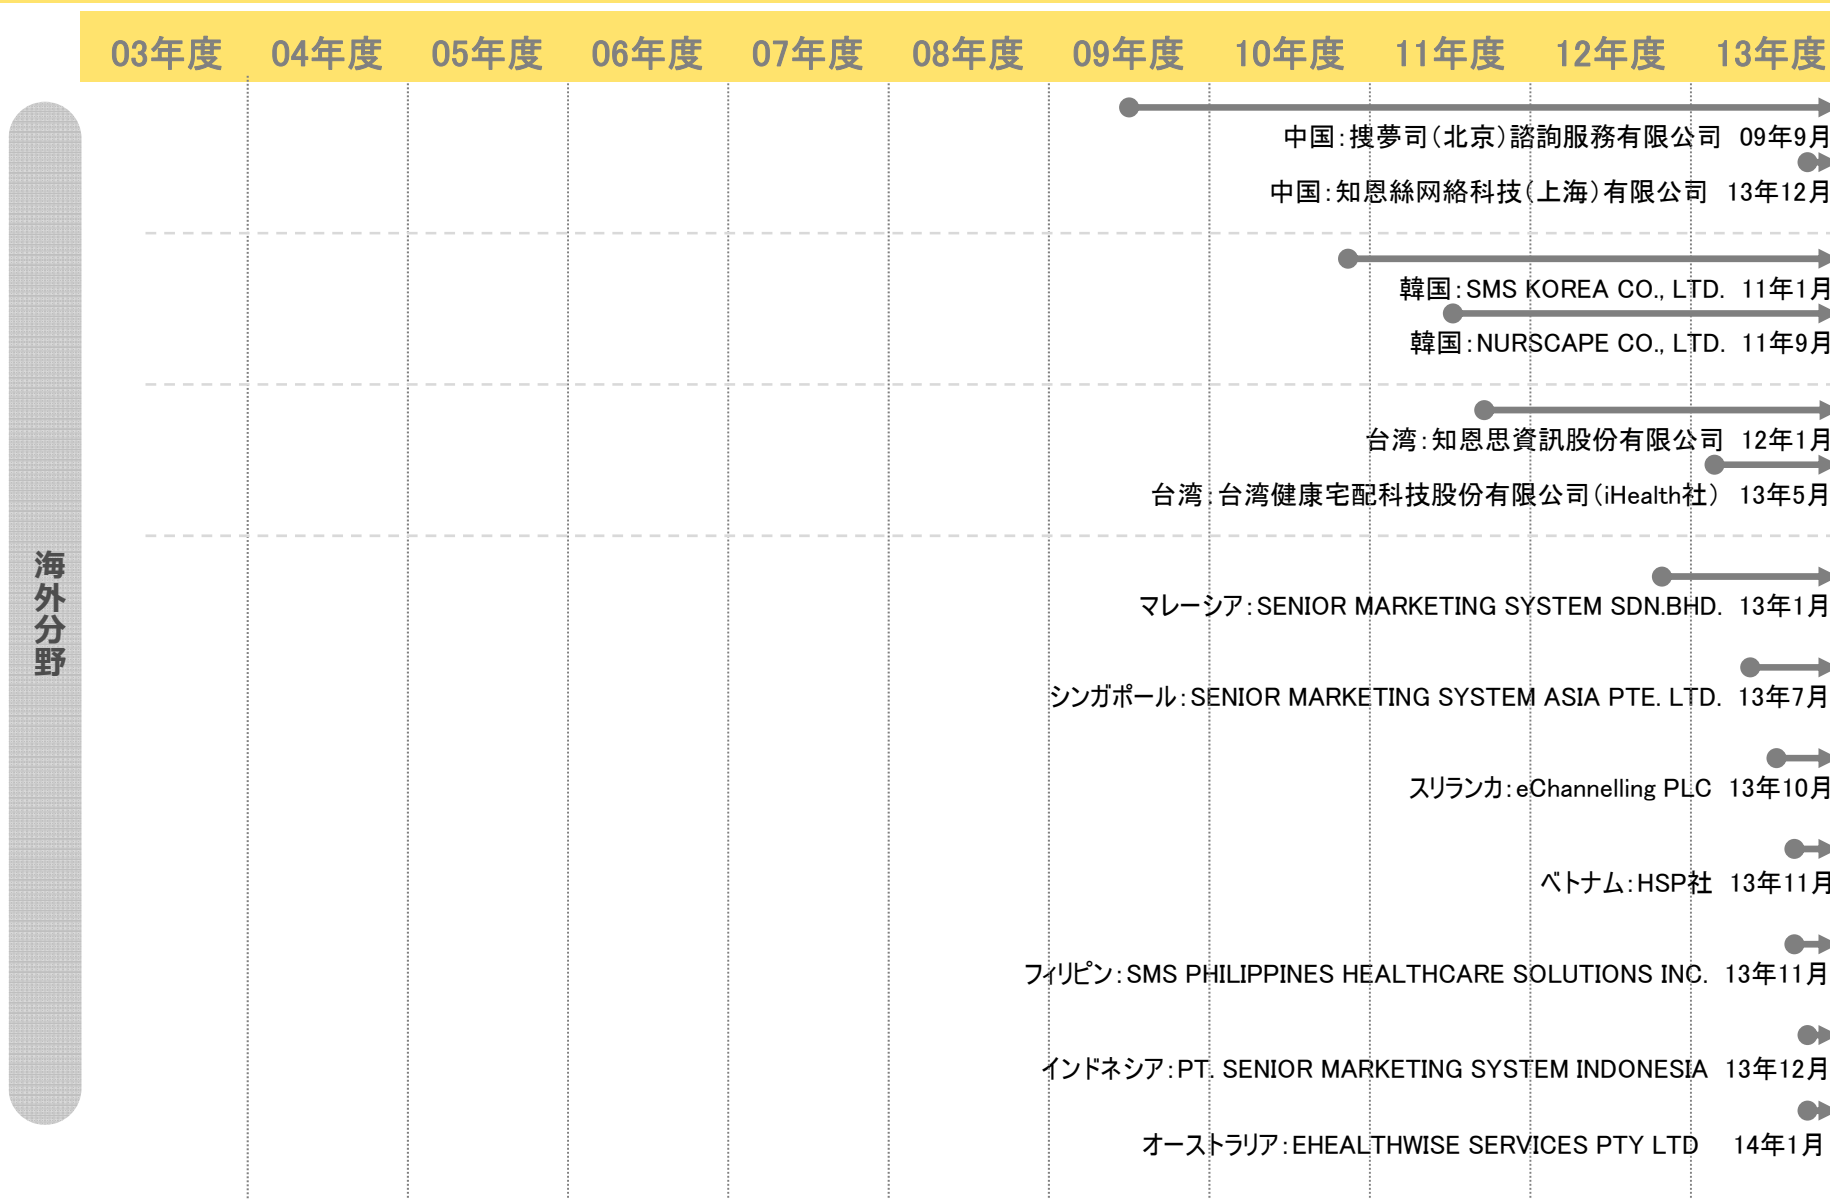 03年度 04年度 05年度 06年度 07年度 08年度 09年度 10年度 11年度 12年度 13年度
海外分野
中国：捜夢司（北京）諮詢服務有限公司 09年9月
中国：知恩絲网絡科技（上海）有限公司 13年12月
韓国：SMS KOREA CO., LTD. 11年1月
韓国：NURSCAPE CO., LTD. 11年9月
台湾：知恩思資訊股份有限公司 12年1月
台湾：台湾健康宅配科技股份有限公司（iHealth社） 13年5月
マレーシア：SENIOR MARKETING SYSTEM SDN.BHD. 13年1月
シンガポール：SENIOR MARKETING SYSTEM ASIA PTE. LTD. 13年7月
スリランカ：eChannelling PLC 13年10月
ベトナム：HSP社 13年11月
フィリピン：SMS PHILIPPINES HEALTHCARE SOLUTIONS INC. 13年11月
インドネシア：PT. SENIOR MARKETING SYSTEM INDONESIA 13年12月
オーストラリア：EHEALTHWISE SERVICES PTY LTD 14年1月